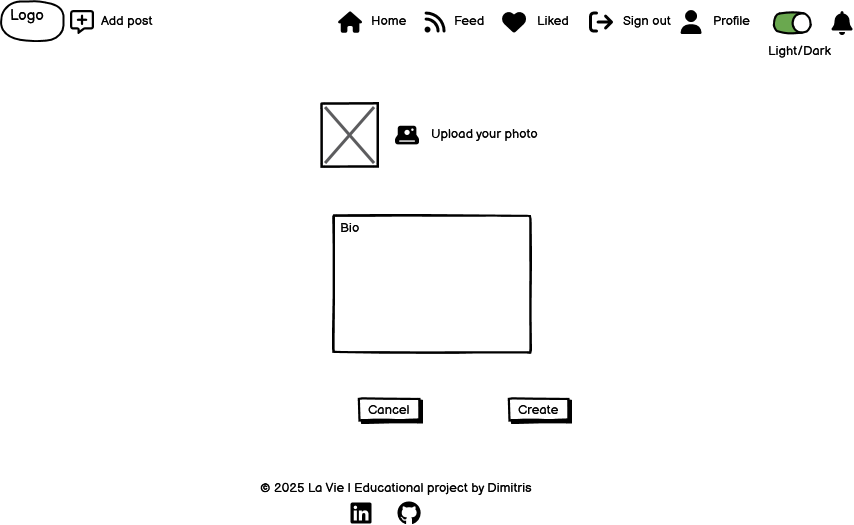 Logo
Add post
Home
Feed
Liked
Sign out
Profile
Light/Dark
Upload your photo
Bio
Cancel
Create
© 2025 La Vie | Educational project by Dimitris
in